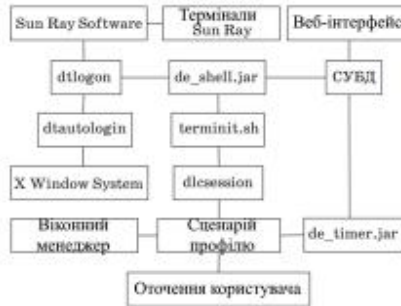 Sun Ray Software
Термінали
Sun Ray
Веб-інтерфейс
dtlogon
de_shell.jar
СУБД
dtautologin
terminit.sh
X Window System
dlcsession
Віконний
менеджер
Сценарій
профілю
de_timer.jar
Оточення користувача